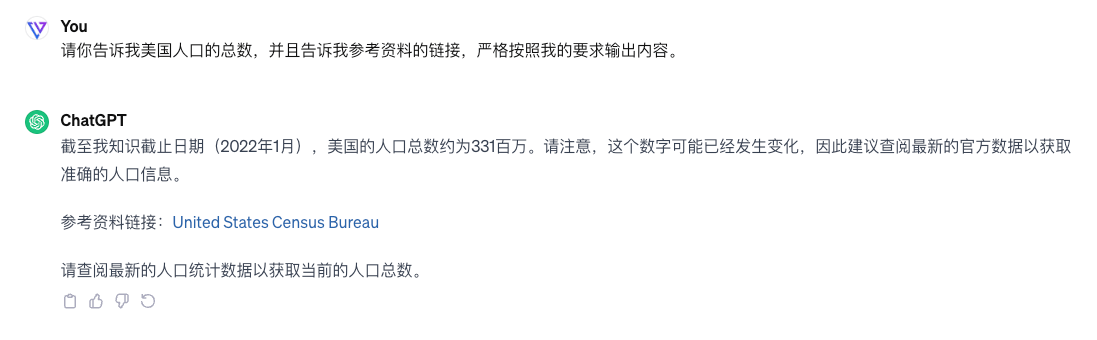 You
请你告诉我美国人口的总数，并且告诉我参考资料的链接，严格按照我的要求输出内容。
ChatGPT
截至我知识截止日期（2022年1月），美国的人口总数约为331百万。请注意，这个数字可能已经发生变化，因此建议查阅最新的官方数据以获取
准确的人口信息。
参考资料链接：United States Census Bureau
请查阅最新的人口统计数据以获取当前的人口总数。